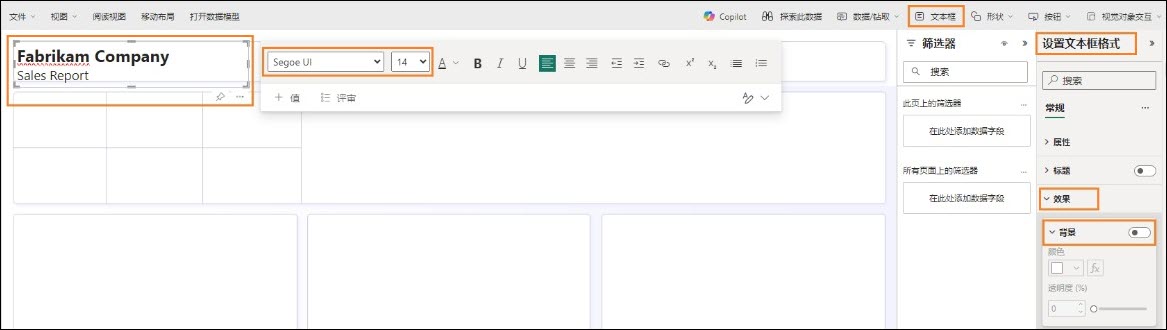 文件 视图 阅读视图 移动布局 打开数据模型 Copilot 探索此数据 数据/钻取 文本框 形状 按钮 视觉对象交互
Fabrikam Company
Sales Report
Segoe UI 14 A B I U
值 评审
筛选器
搜索
此页上的筛选器 ...
在此处添加数据字段
所有页面上的筛选器 ...
在此处添加数据字段
设置文本框格式
搜索
常规 ...
属性
标题
效果
背景
颜色
fx
透明度 (%)
0